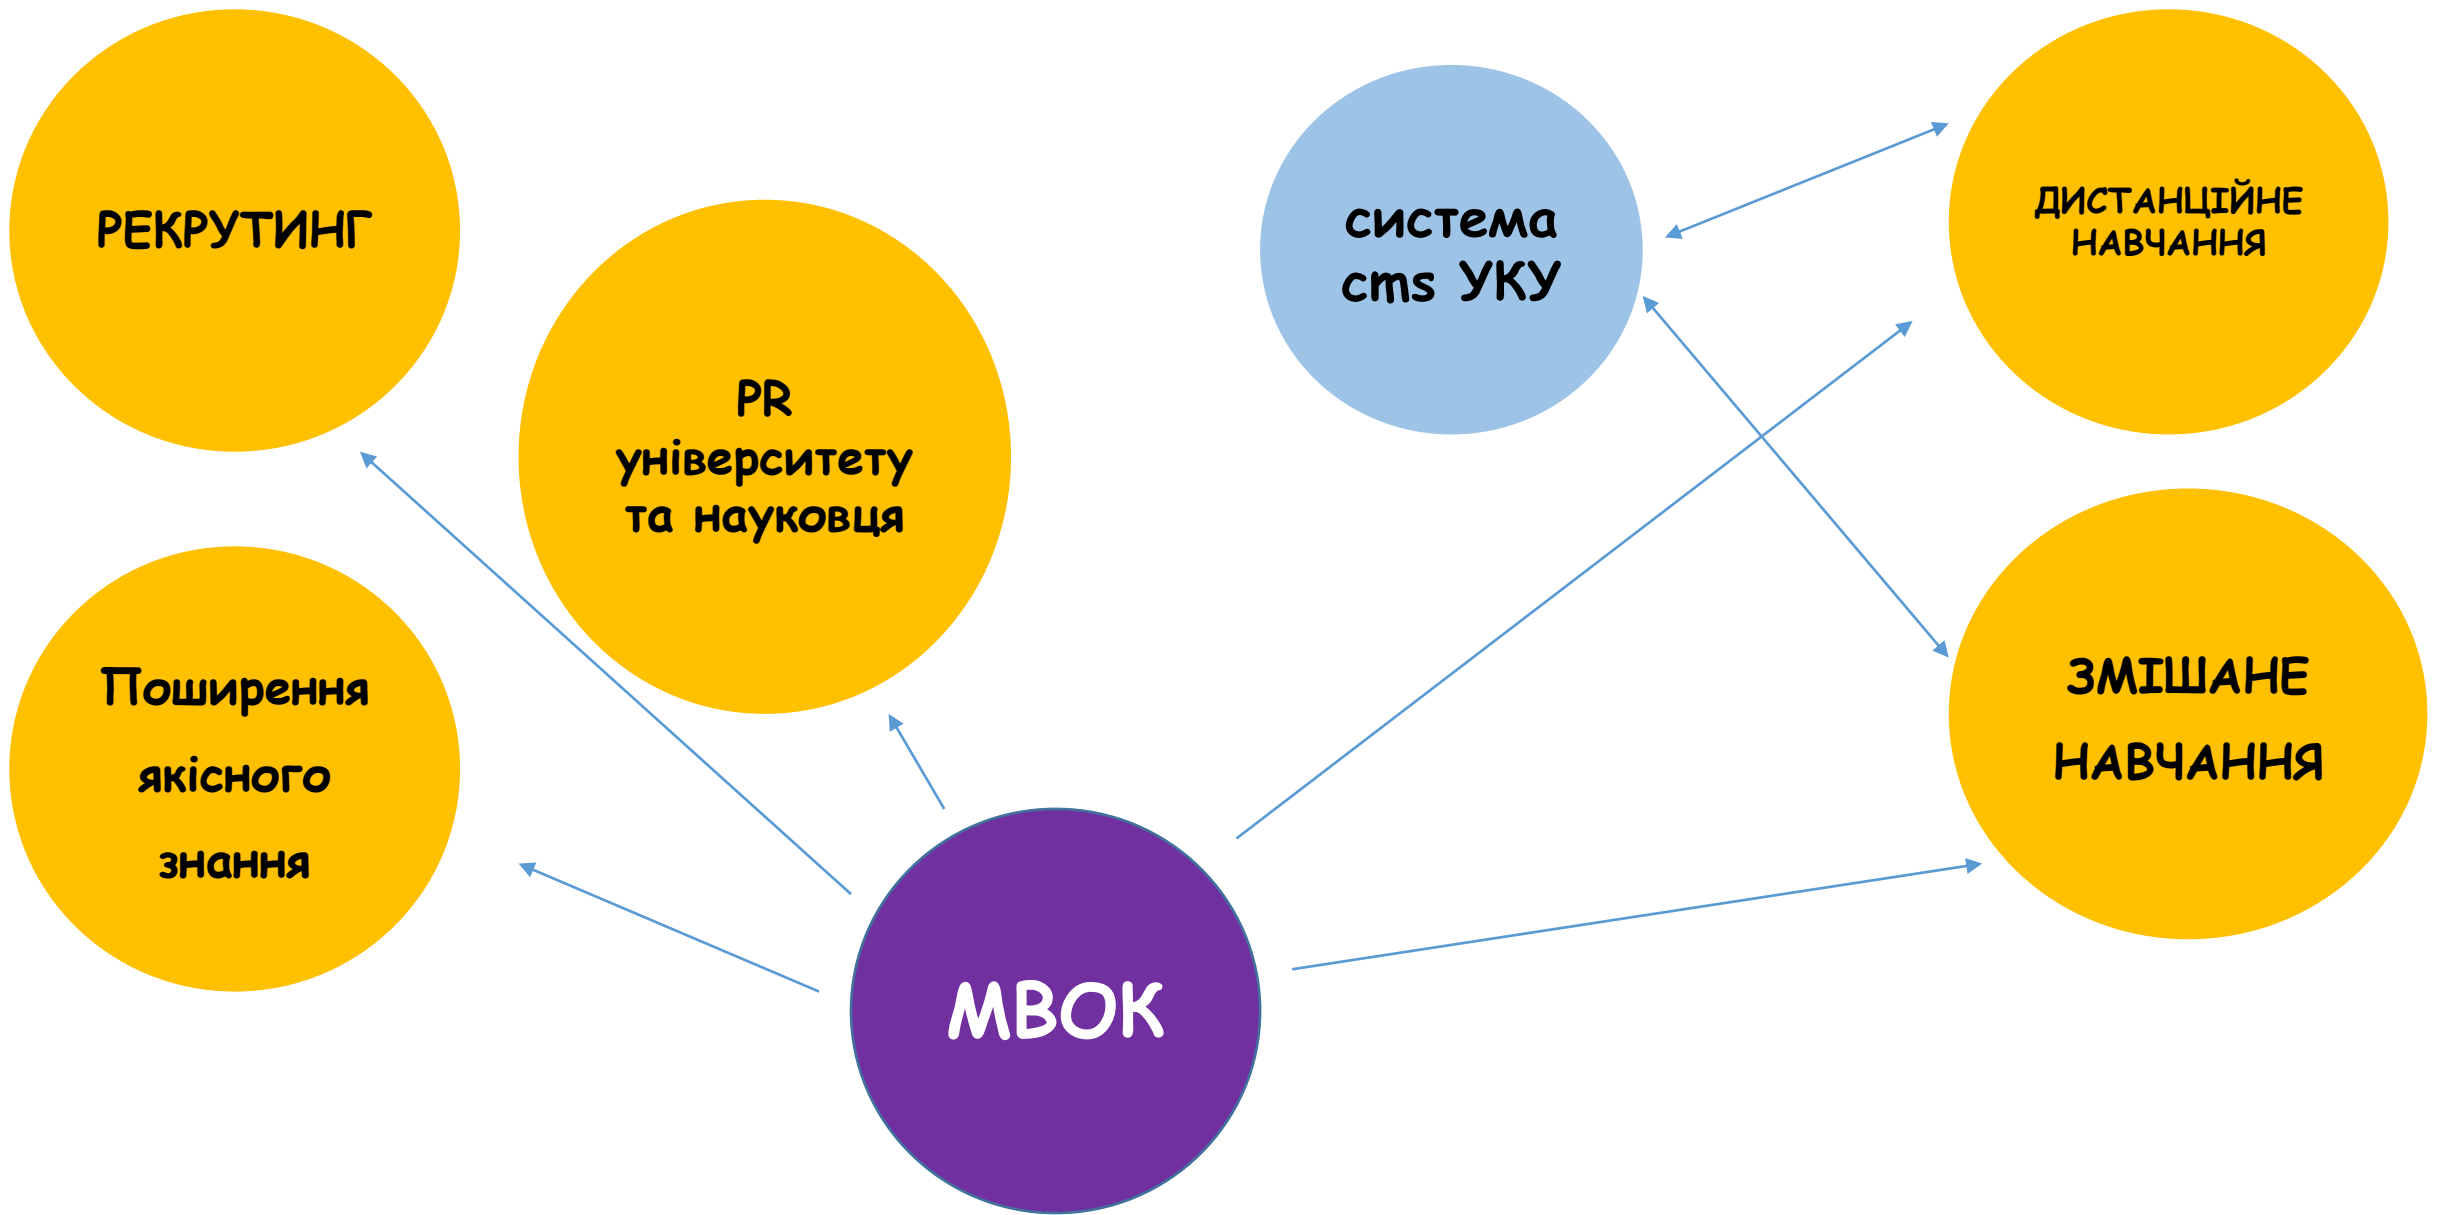 РЕКРУТИНГ
PR
університету
та науковця
система
cms УКУ
ДИСТАНЦІЙНЕ
НАВЧАННЯ
Поширення
якісного
знання
ЗМІШАНЕ
НАВЧАННЯ
МВОК